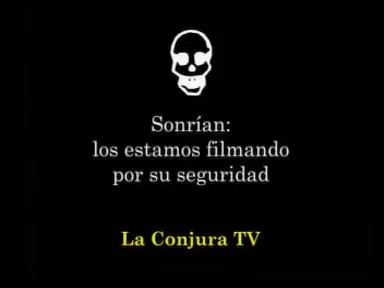 Sonrían:
los estamos filmando
por su seguridad
La Conjura TV